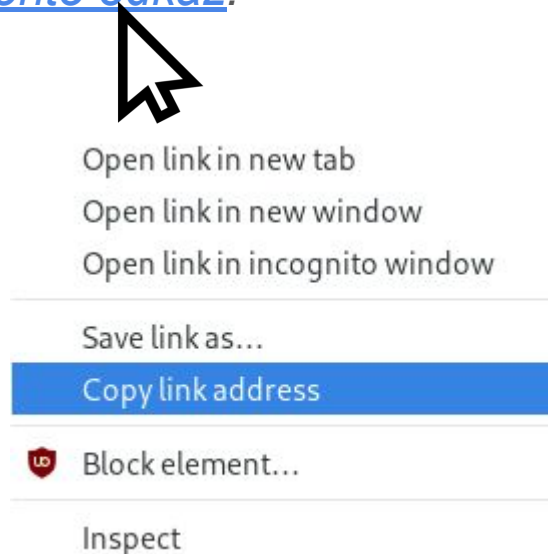 odkaz.
Open link in new tab
Open link in new window
Open link in incognito window
Save link as...
Copy link address
Block element...
Inspect